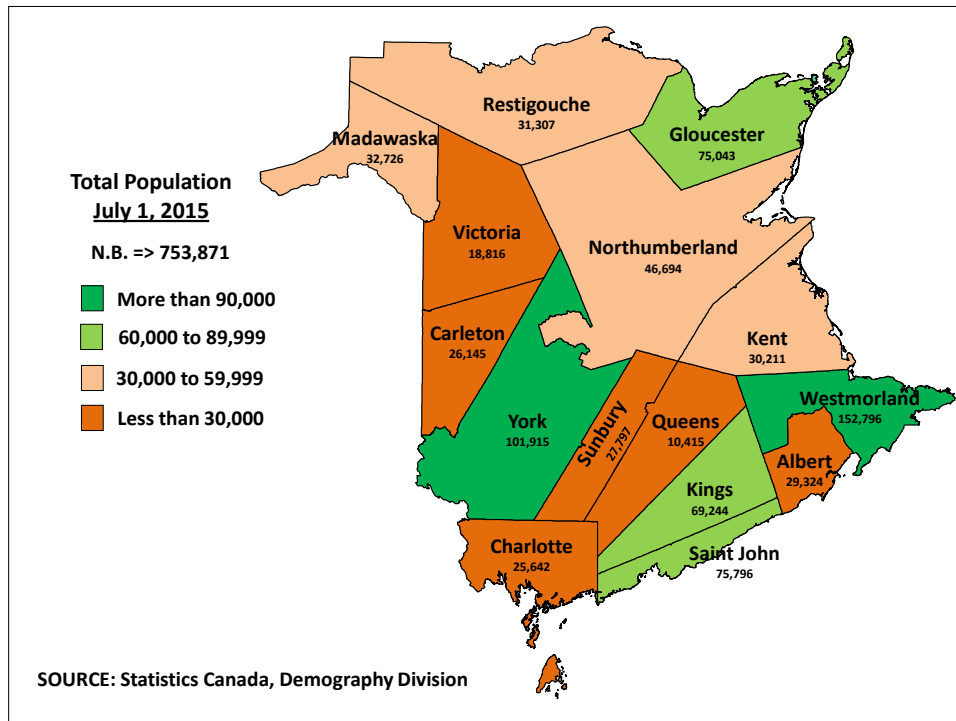 Restigouche
31,307
Gloucester
75,043
Madawaska
32,726
Total Population
July 1, 2015
N.B. => 753,871
More than 90,000
60,000 to 89,999
30,000 to 59,999
Less than 30,000
Victoria
18,816
Northumberland
46,694
Carleton
26,145
Kent
30,211
York
101,915
Sunbury
27,797
Queens
10,415
Westmorland
152,796
Albert
29,324
Kings
69,244
Charlotte
25,642
Saint John
75,796
SOURCE: Statistics Canada, Demography Division